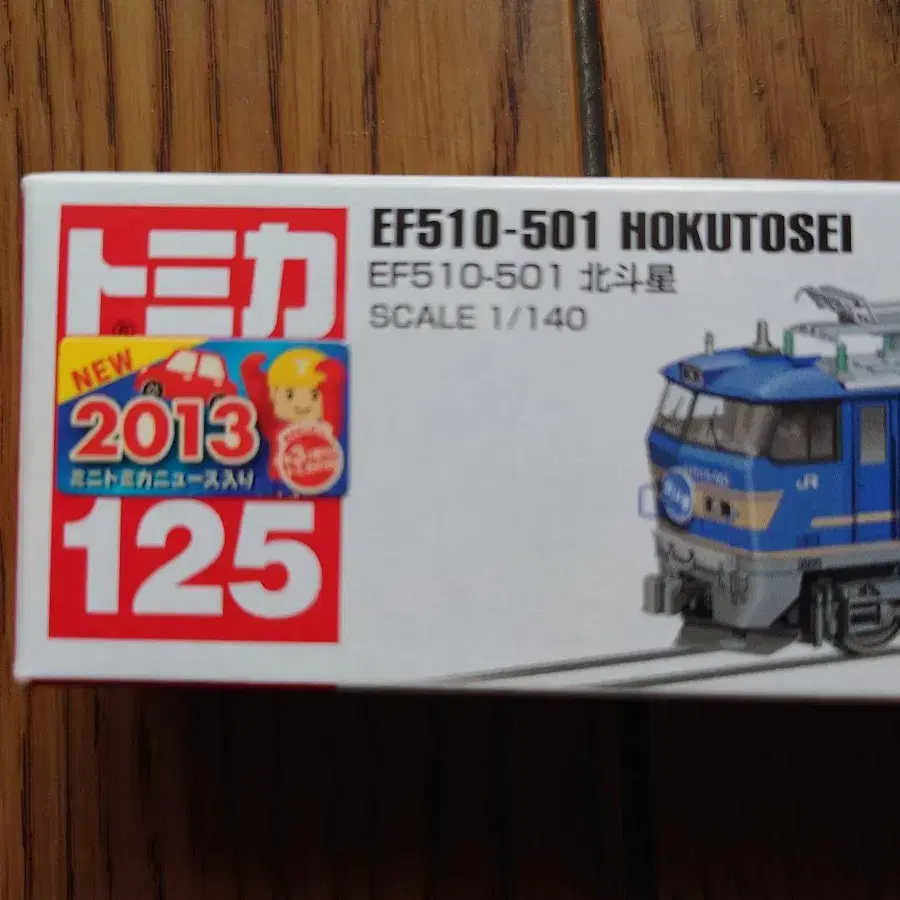 トミカ
®
NEW
2013
ミニトミカニュース入り
125
EF510-501 HOKUTOSEI
EF510-501 北斗星
SCALE 1/140
JR